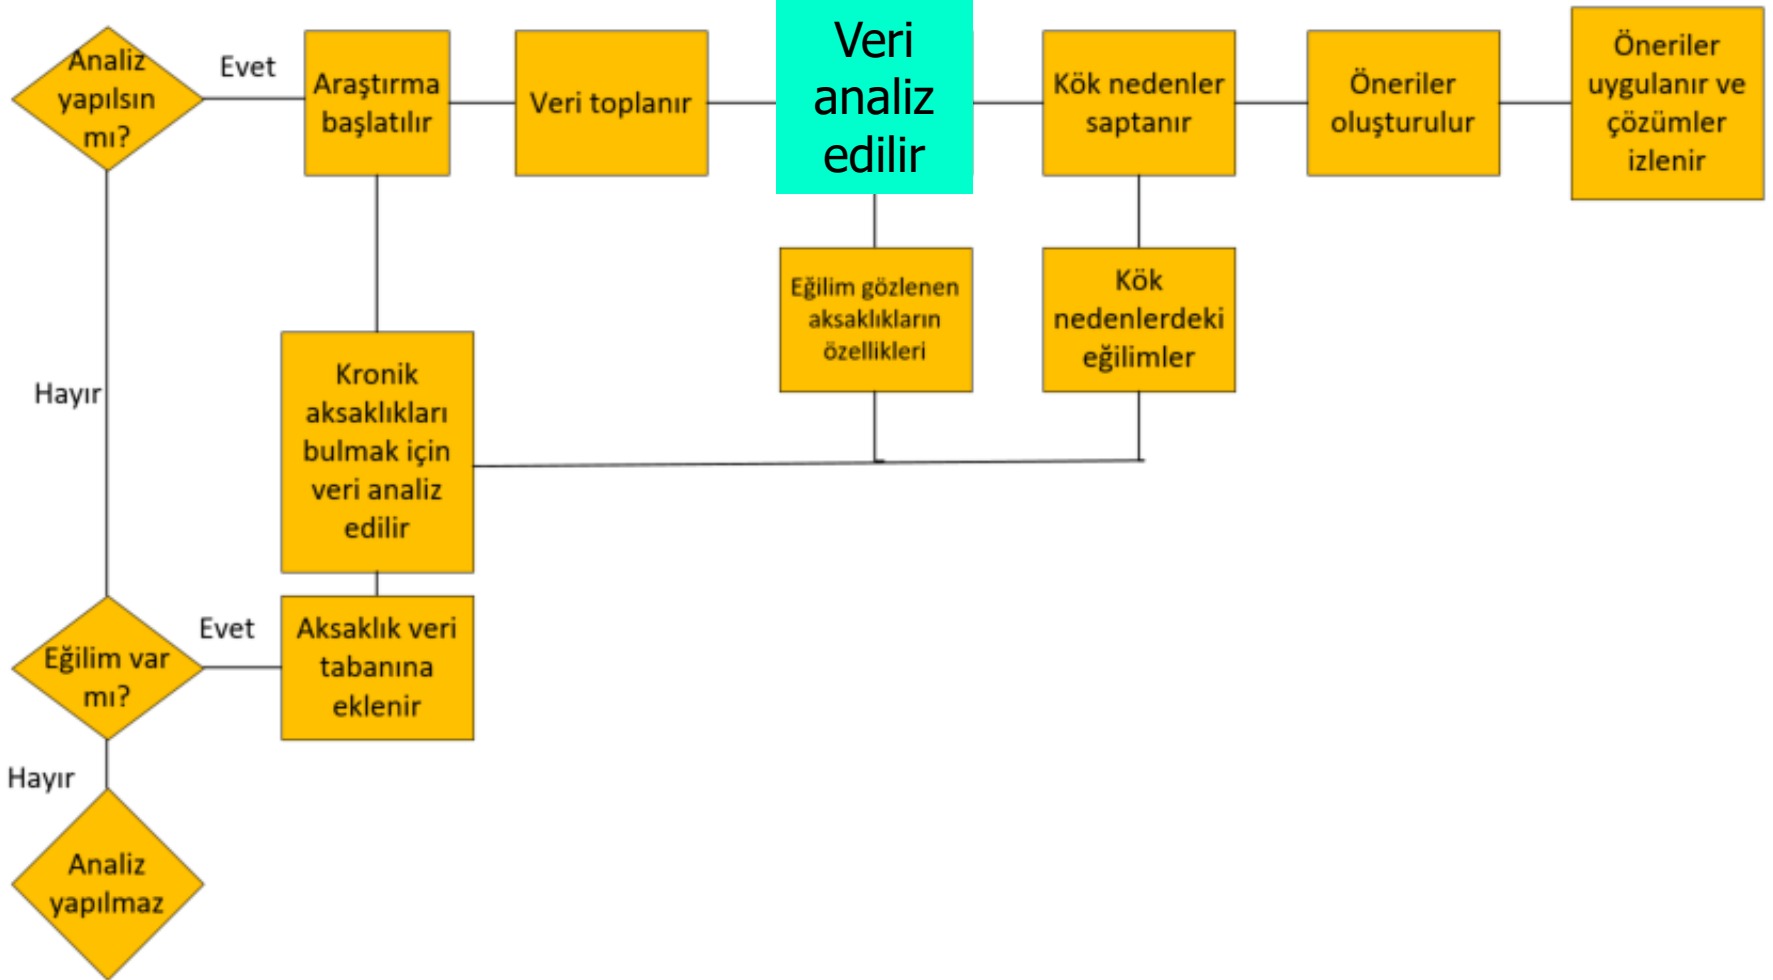 Analiz
yapılsın
mı?
Evet
Araştırma
başlatılır
Veri toplanır
Veri
analiz
edilir
Kök nedenler
saptanır
Öneriler
oluşturulur
Öneriler
uygulanır ve
çözümler
izlenir
Eğilim gözlenen
aksaklıkların
özellikleri
Kök
nedenlerdeki
eğilimler
Hayır
Kronik
aksaklıkları
bulmak için
veri analiz
edilir
Eğilim var
mı?
Evet
Aksaklık veri
tabanına
eklenir
Hayır
Analiz
yapılmaz